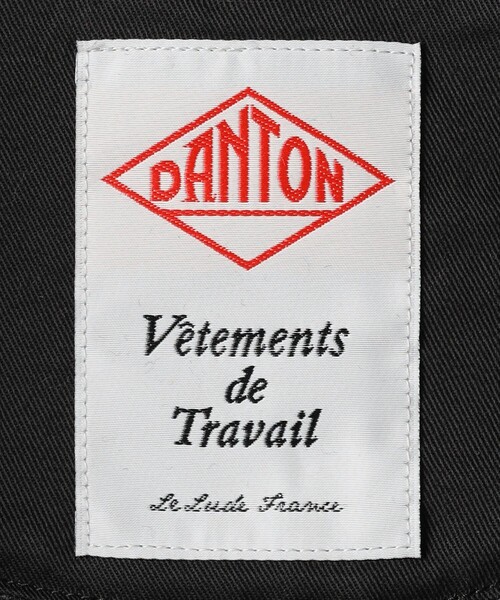 DANTON
Vêtements
de
Travail
Le Lude France